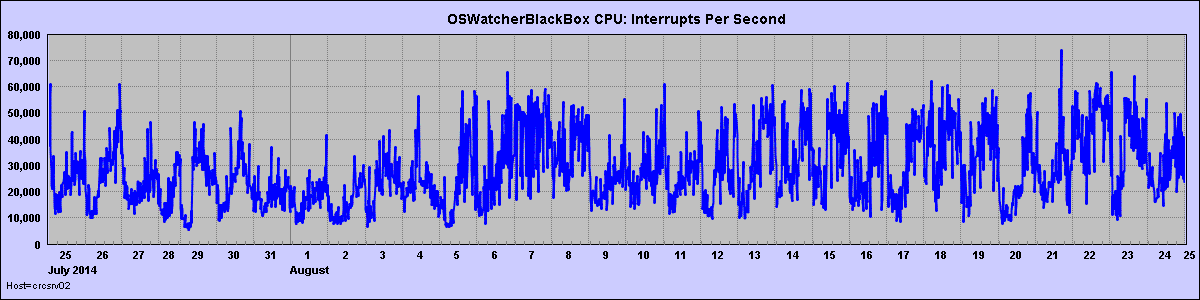 OSWatcherBlackBox CPU: Interrupts Per Second
80,000
70,000
60,000
50,000
40,000
30,000
20,000
10,000
0
25 26 27 28 29 30 31 1 2 3 4 5 6 7 8 9 10 11 12 13 14 15 16 17 18 19 20 21 22 23 24 25
July 2014 August
Host=crcsrv02